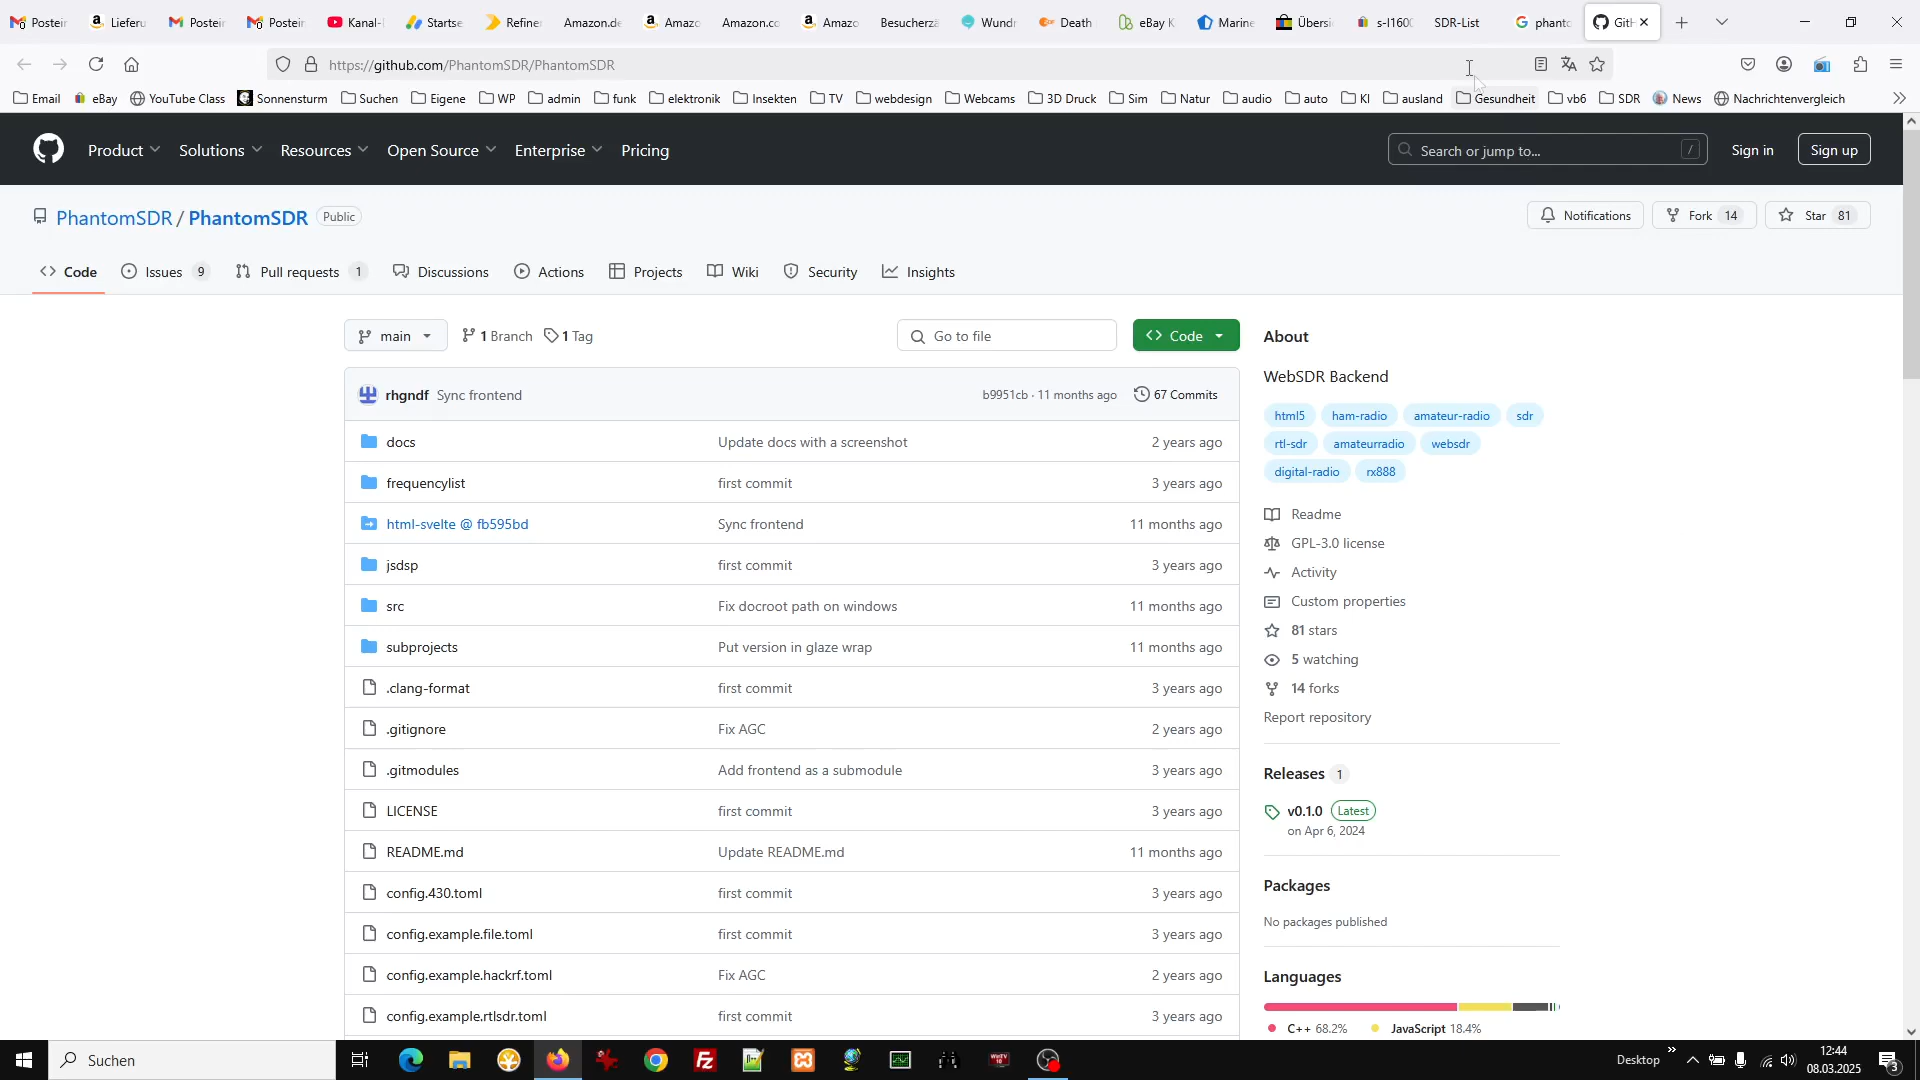 Postein
Lieferu
Postein
Postein
Kanal-
Startse
Refiner
Amazon.de
Amazo
Amazon.co
Amazo
Besucherzä
Wundr
Death
eBay K
Marine
Übersi
s-l1600
SDR-List
phanto
GitH
https://github.com/PhantomSDR/PhantomSDR
Email eBay YouTube Class Sonnensturm Suchen Eigene WP admin funk elektronik Insekten TV webdesign Webcams 3D Druck Sim Natur audio auto KI ausland Gesundheit vb6 SDR News Nachrichtenvergleich
Product Solutions Resources Open Source Enterprise Pricing
Search or jump to... /
Sign in
Sign up
PhantomSDR / PhantomSDR Public
Notifications
Fork 14
Star 81
Code
Issues 9
Pull requests 1
Discussions
Actions
Projects
Wiki
Security
Insights
main
1 Branch
1 Tag
Go to file
Code
rhgndf Sync frontend b9951cb · 11 months ago 67 Commits
docs Update docs with a screenshot 2 years ago
frequencylist first commit 3 years ago
html-svelte @ fb595bd Sync frontend 11 months ago
jsdsp first commit 3 years ago
src Fix docroot path on windows 11 months ago
subprojects Put version in glaze wrap 11 months ago
.clang-format first commit 3 years ago
.gitignore Fix AGC 2 years ago
.gitmodules Add frontend as a submodule 3 years ago
LICENSE first commit 3 years ago
README.md Update README.md 11 months ago
config.430.toml first commit 3 years ago
config.example.file.toml first commit 3 years ago
config.example.hackrf.toml Fix AGC 2 years ago
config.example.rtlsdr.toml first commit 3 years ago
About
WebSDR Backend
html5 ham-radio amateur-radio sdr
rtl-sdr amateurradio websdr
digital-radio rx888
Readme
GPL-3.0 license
Activity
Custom properties
81 stars
5 watching
14 forks
Report repository
Releases 1
v0.1.0 Latest
on Apr 6, 2024
Packages
No packages published
Languages
C++ 68.2% JavaScript 18.4%
Suchen
Desktop
12:44
08.03.2025
3